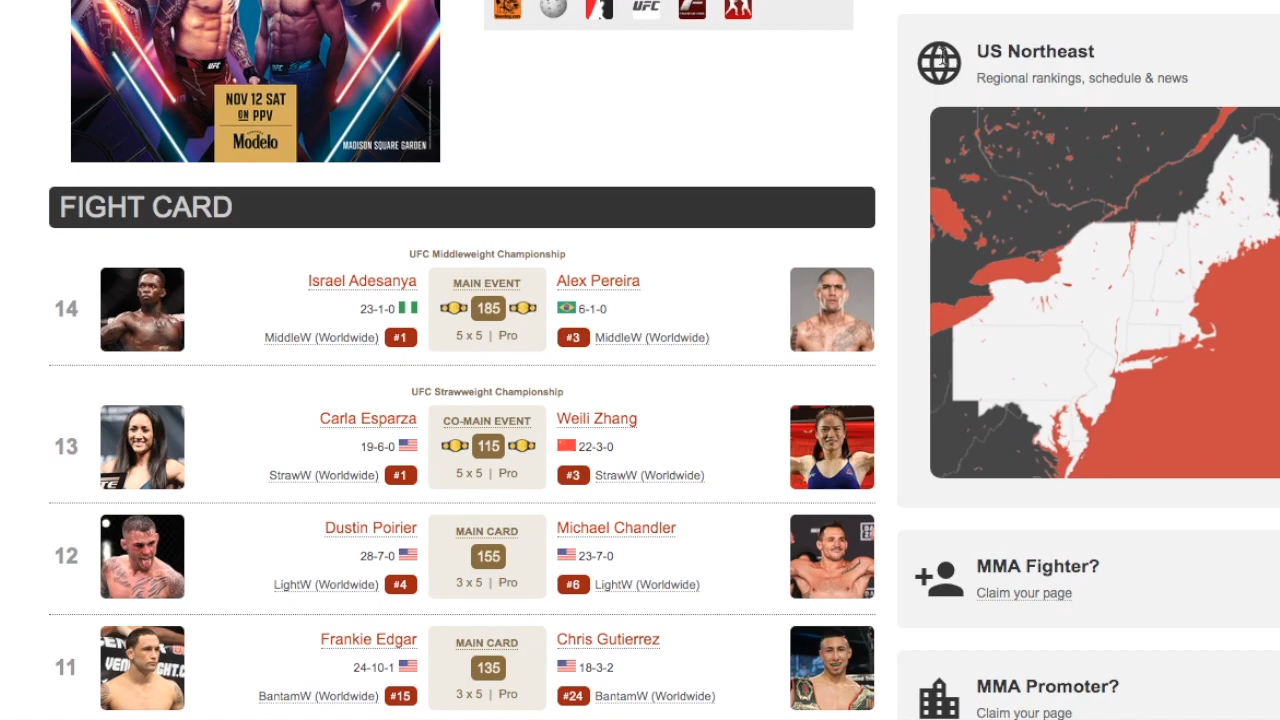 UFC
UFC
NOV 12 SAT
ON PPV
Modelo
MADISON SQUARE GARDEN
US Northeast
Regional rankings, schedule & news
FIGHT CARD
UFC Middleweight Championship
14
Israel Adesanya
MAIN EVENT
Alex Pereira
23-1-0
185
6-1-0
MiddleW (Worldwide) #1
5 x 5 | Pro
#3 MiddleW (Worldwide)
UFC Strawweight Championship
13
Carla Esparza
CO-MAIN EVENT
Weili Zhang
19-6-0
115
22-3-0
StrawW (Worldwide) #1
5 x 5 | Pro
#3 StrawW (Worldwide)
12
Dustin Poirier
MAIN CARD
Michael Chandler
28-7-0
155
23-7-0
LightW (Worldwide) #4
3 x 5 | Pro
#6 LightW (Worldwide)
11
Frankie Edgar
MAIN CARD
Chris Gutierrez
24-10-1
135
18-3-2
BantamW (Worldwide) #15
3 x 5 | Pro
#24 BantamW (Worldwide)
MMA Fighter?
Claim your page
MMA Promoter?
Claim your page